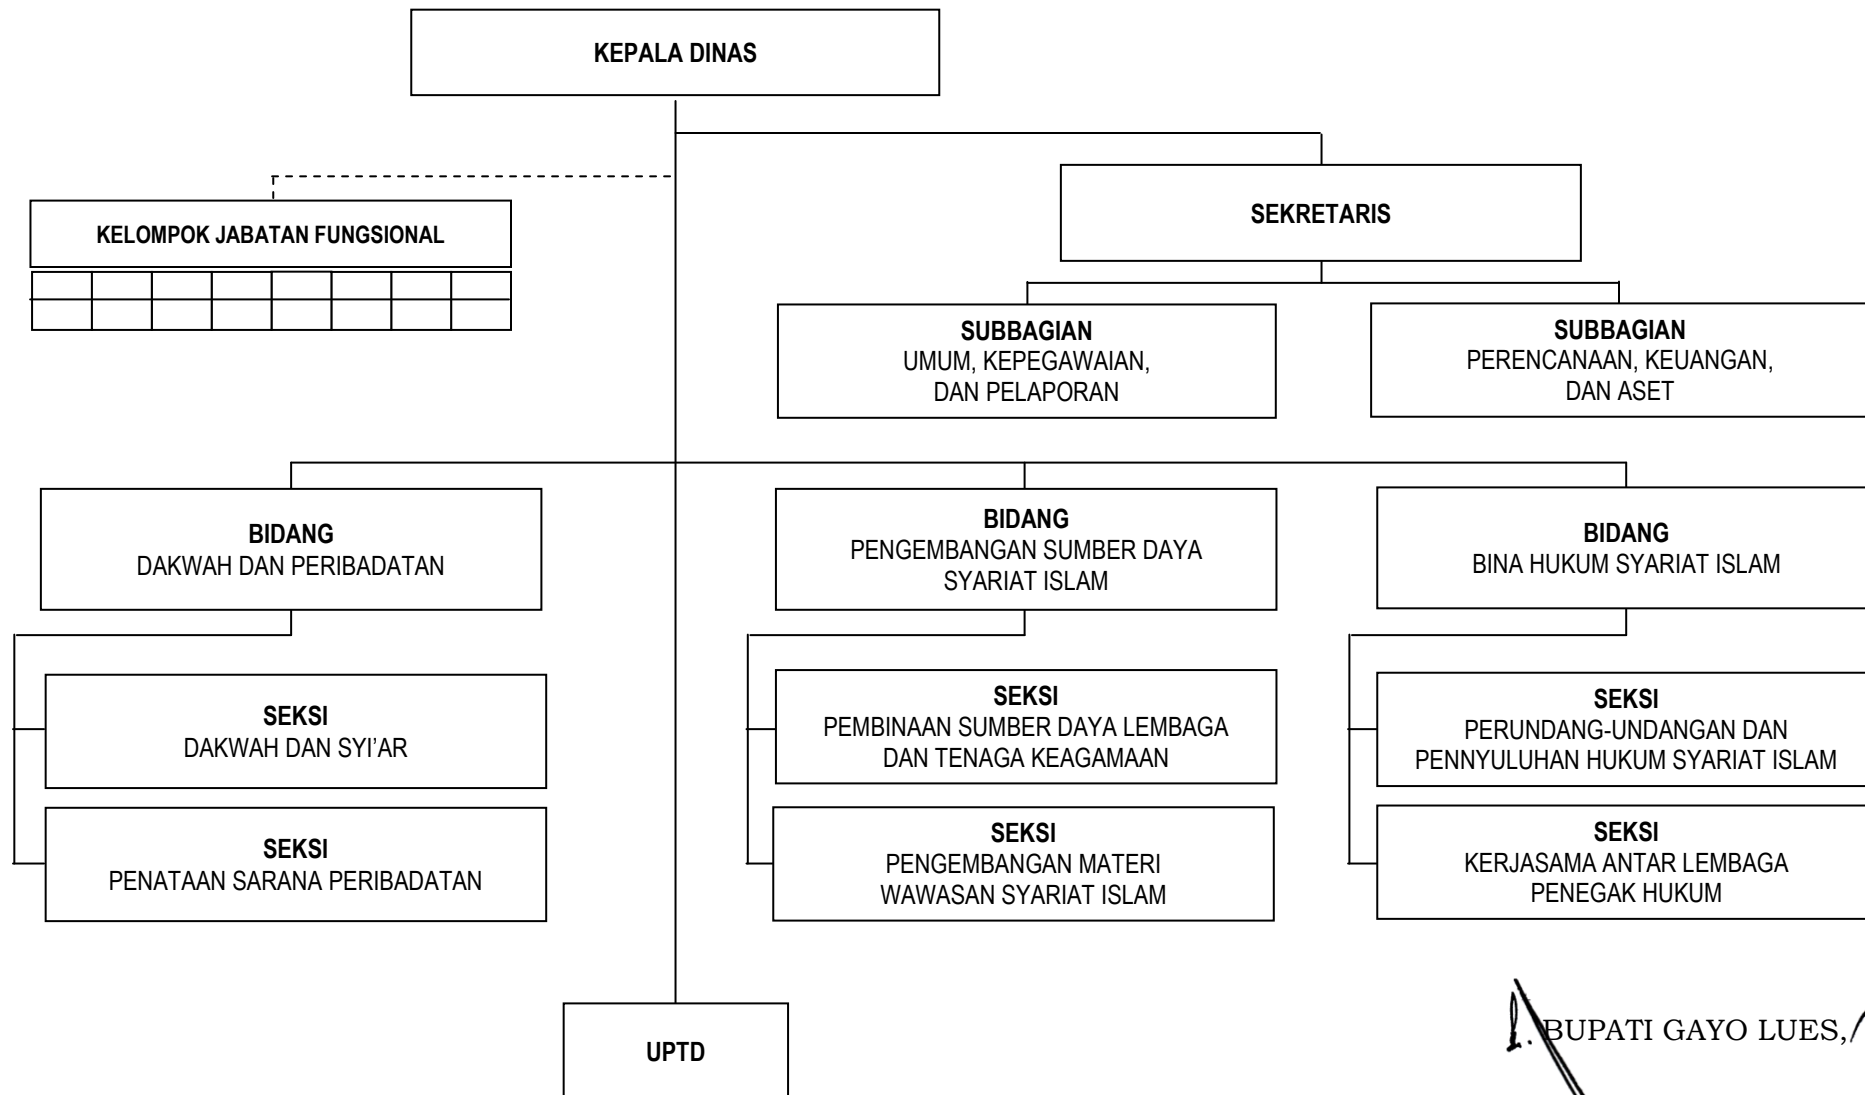 KEPALA DINAS
SEKRETARIS
KELOMPOK JABATAN FUNGSIONAL
SUBBAGIAN
UMUM, KEPEGAWAIAN,
DAN PELAPORAN
SUBBAGIAN
PERENCANAAN, KEUANGAN,
DAN ASET
BIDANG
DAKWAH DAN PERIBADATAN
BIDANG
PENGEMBANGAN SUMBER DAYA
SYARIAT ISLAM
BIDANG
BINA HUKUM SYARIAT ISLAM
SEKSI
DAKWAH DAN SYI'AR
SEKSI
PEMBINAAN SUMBER DAYA LEMBAGA
DAN TENAGA KEAGAMAAN
SEKSI
PERUNDANG-UNDANGAN DAN
PENNYULUHAN HUKUM SYARIAT ISLAM
SEKSI
PENATAAN SARANA PERIBADATAN
SEKSI
PENGEMBANGAN MATERI
WAWASAN SYARIAT ISLAM
SEKSI
KERJASAMA ANTAR LEMBAGA
PENEGAK HUKUM
UPTD
BUPATI GAYO LUES,